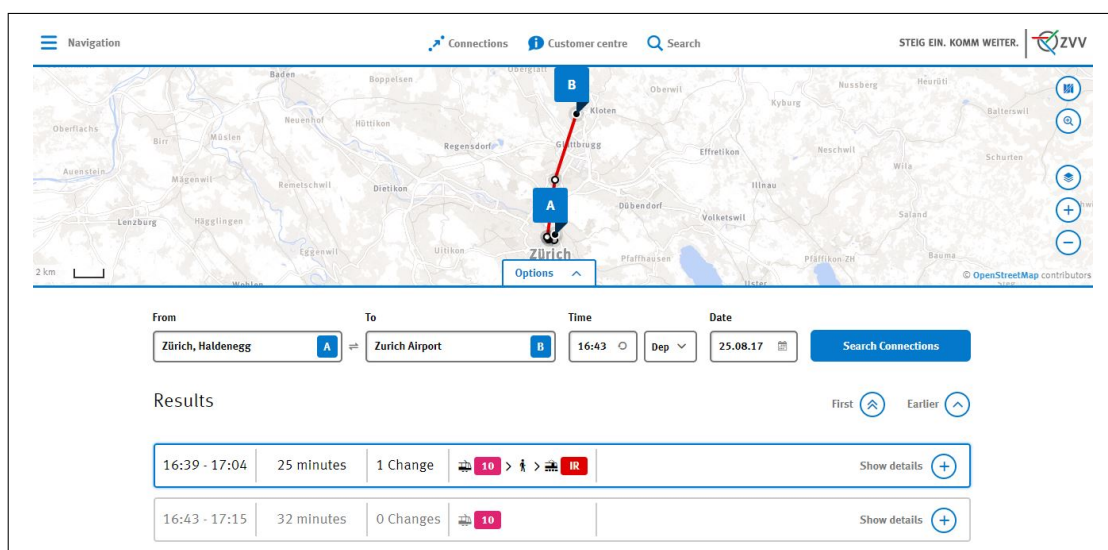 Navigation
Connections
Customer centre
Search
STEIG EIN. KOMM WEITER.
ZVV
Baden
Boppelsen
B
Oberwil
Nussberg
Heurüti
Kloten
Kyburg
Balterswil
Oberflachs
Birr
Müslen
Neuenhof
Hüttikon
Regensdorf
Glattbrugg
Effretikon
Neschwil
Schurten
Auenstein
Mägenwil
Remetschwil
Dietikon
Illnau
Wila
A
Dübendorf
Volketswil
Lenzburg
Hägglingen
Saland
Eggenwil
Uitikon
Zürich
Pfaffhausen
Pfäffikon ZH
Bauma
2 km
Options
© OpenStreetMap contributors
Wohlen
Uster
From
To
Time
Date
Zürich, Haldenegg A
Zurich Airport B
16:43
Dep
25.08.17
Search Connections
Results
First
Earlier
16:39 - 17:04 25 minutes 1 Change 10 > > IR Show details
16:43 - 17:15 32 minutes 0 Changes 10 Show details